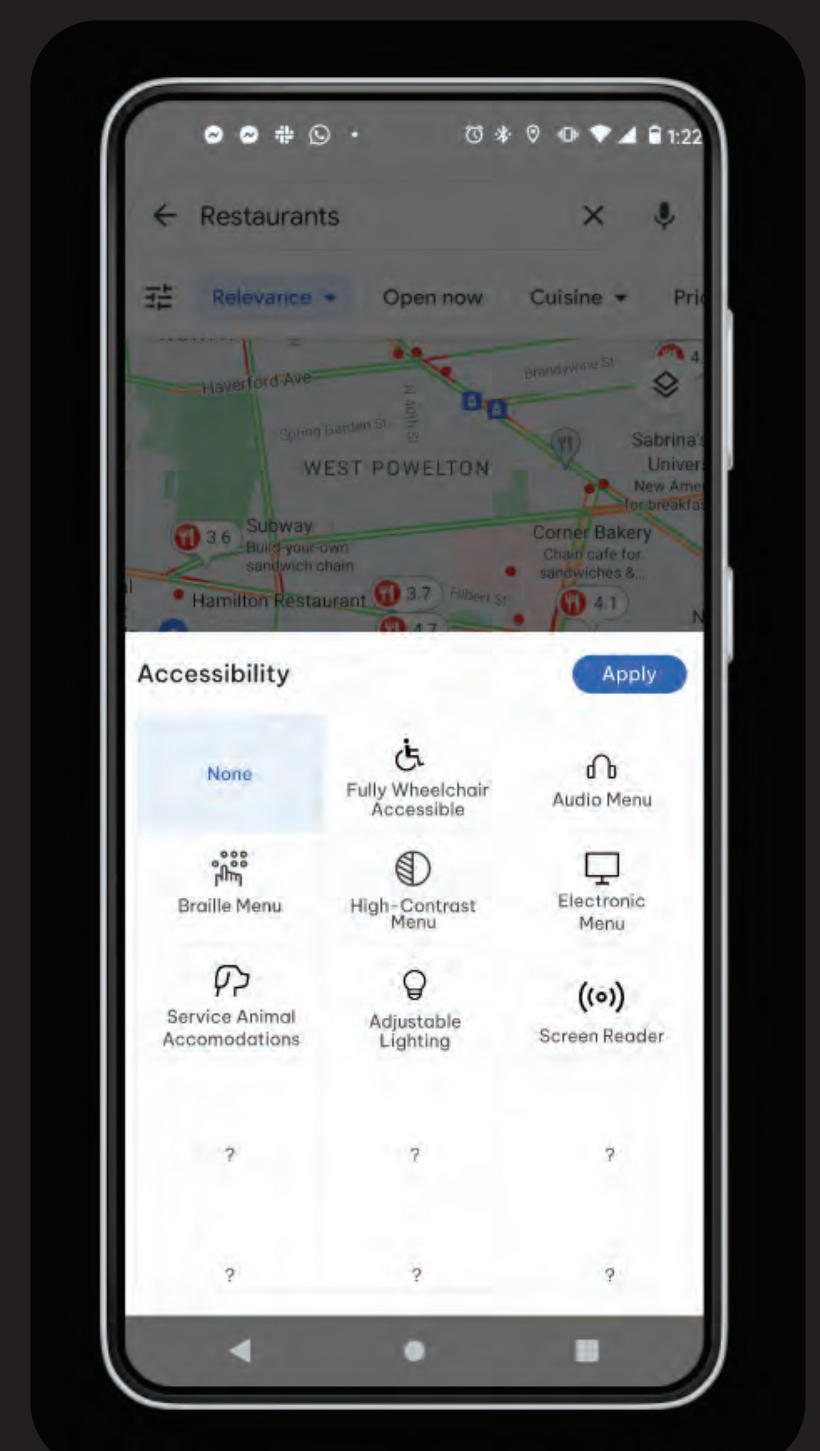 1:22
Restaurants
Relevance Open now Cuisine
Haverford Ave
Brandywine St
N 40th St
Spring Garden St
WEST POWELTON
Sabrina's
New
for breakfas
3.6
Subway
Build-your-own
sandwich chain
Corner Bakery
Chain cafe for
sandwiches &...
Hamilton Restaurant
3.7
Filbert St
4.1
4.7
N
Accessibility
Apply
None
Fully Wheelchair
Accessible
Audio Menu
Braille Menu
High-Contrast
Menu
Electronic
Menu
Service Animal
Accomodations
Adjustable
Lighting
Screen Reader
? ? ?
? ? ?